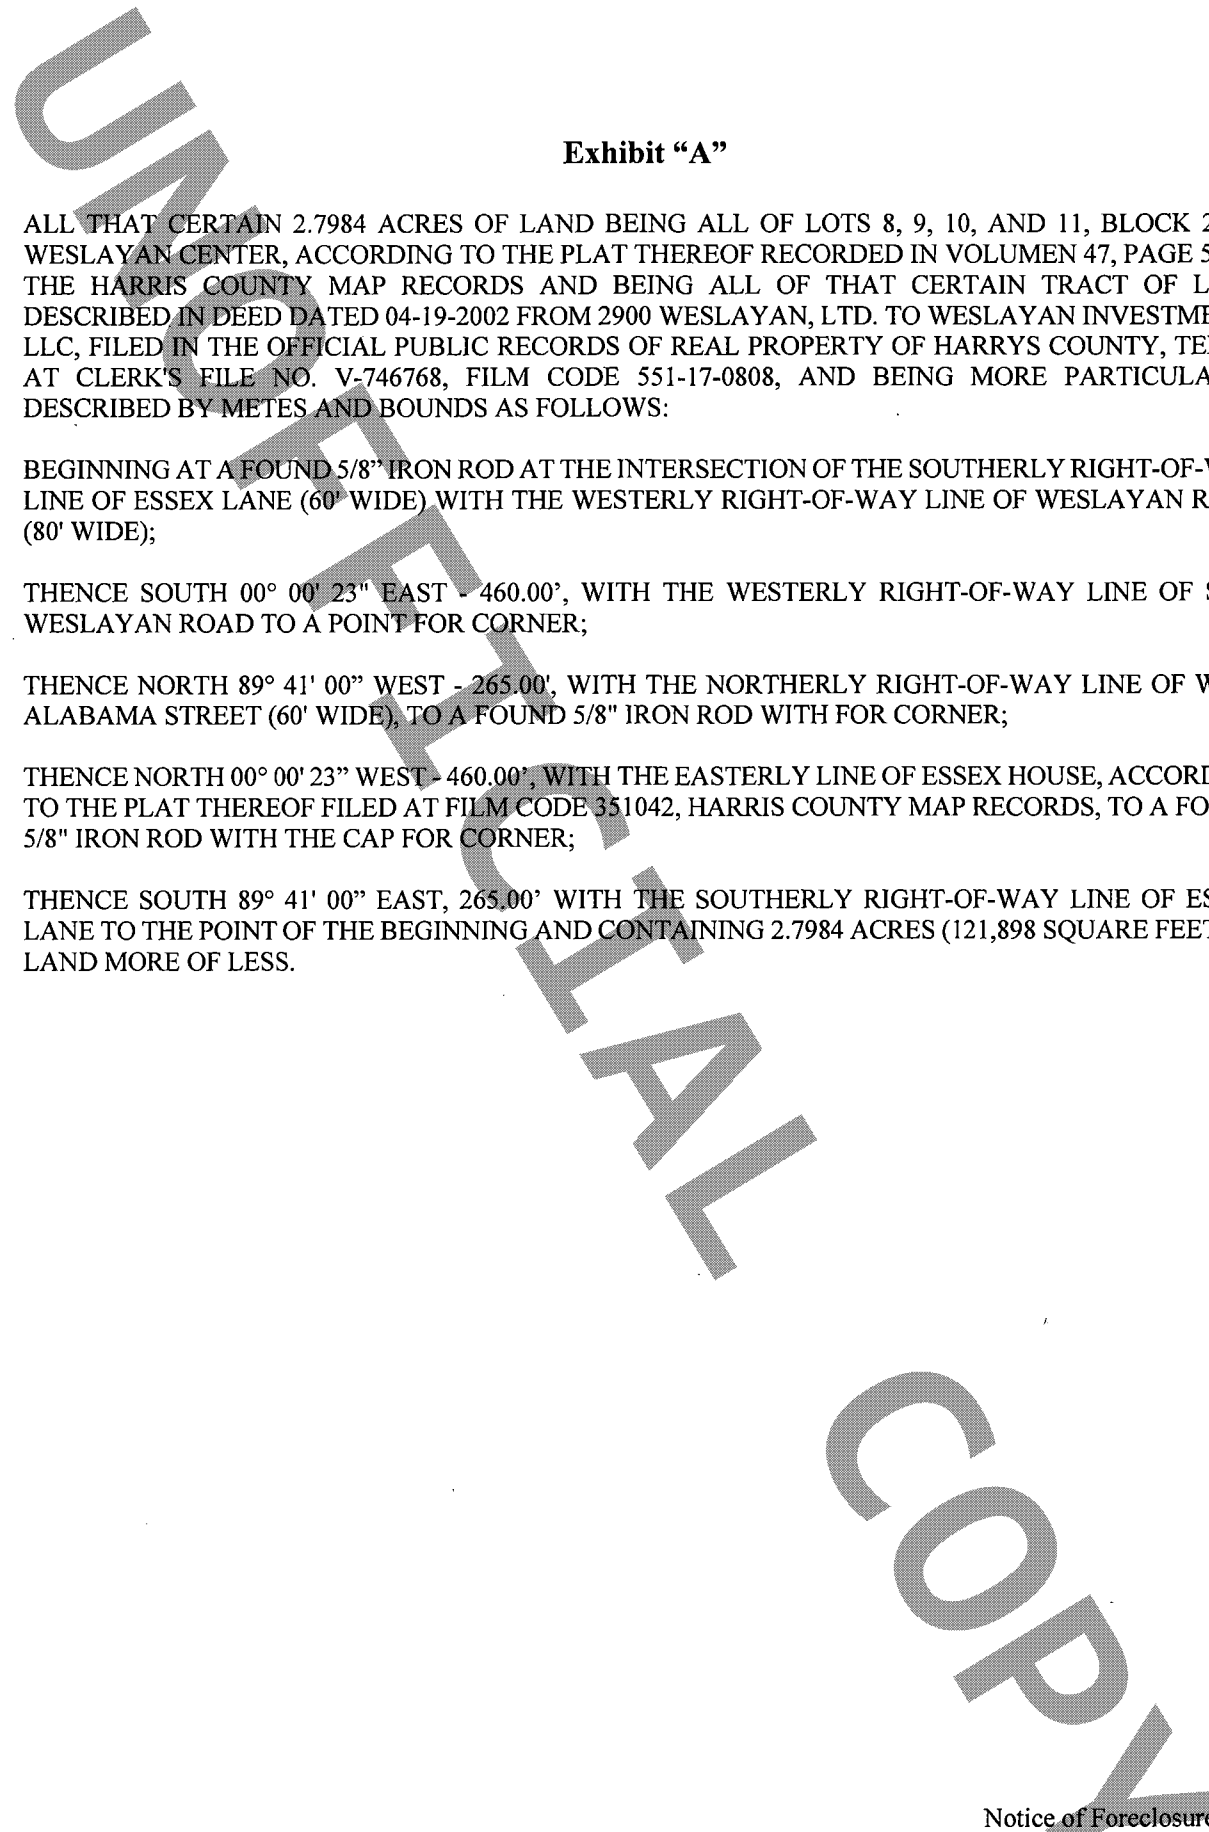 Exhibit “A”
ALL THAT CERTAIN 2.7984 ACRES OF LAND BEING ALL OF LOTS 8, 9, 10, AND 11, BLOCK 2
WESLAYAN CENTER, ACCORDING TO THE PLAT THEREOF RECORDED IN VOLUMEN 47, PAGE 5
THE HARRIS COUNTY MAP RECORDS AND BEING ALL OF THAT CERTAIN TRACT OF L
DESCRIBED IN DEED DATED 04-19-2002 FROM 2900 WESLAYAN, LTD. TO WESLAYAN INVESTME
LLC, FILED IN THE OFFICIAL PUBLIC RECORDS OF REAL PROPERTY OF HARRYS COUNTY, TE
AT CLERK'S FILE NO. V-746768, FILM CODE 551-17-0808, AND BEING MORE PARTICULA
DESCRIBED BY METES AND BOUNDS AS FOLLOWS:
BEGINNING AT A FOUND 5/8” IRON ROD AT THE INTERSECTION OF THE SOUTHERLY RIGHT-OF-
LINE OF ESSEX LANE (60' WIDE) WITH THE WESTERLY RIGHT-OF-WAY LINE OF WESLAYAN R
(80' WIDE);
THENCE SOUTH 00° 00' 23" EAST - 460.00’, WITH THE WESTERLY RIGHT-OF-WAY LINE OF S
WESLAYAN ROAD TO A POINT FOR CORNER;
THENCE NORTH 89° 41' 00” WEST - 265.00', WITH THE NORTHERLY RIGHT-OF-WAY LINE OF W
ALABAMA STREET (60' WIDE), TO A FOUND 5/8" IRON ROD WITH FOR CORNER;
THENCE NORTH 00° 00' 23” WEST - 460.00’, WITH THE EASTERLY LINE OF ESSEX HOUSE, ACCORD
TO THE PLAT THEREOF FILED AT FILM CODE 351042, HARRIS COUNTY MAP RECORDS, TO A FO
5/8" IRON ROD WITH THE CAP FOR CORNER;
THENCE SOUTH 89° 41' 00” EAST, 265.00’ WITH THE SOUTHERLY RIGHT-OF-WAY LINE OF ES
LANE TO THE POINT OF THE BEGINNING AND CONTAINING 2.7984 ACRES (121,898 SQUARE FEET
LAND MORE OF LESS.
UNOFFICIAL COPY
Notice of Foreclosure